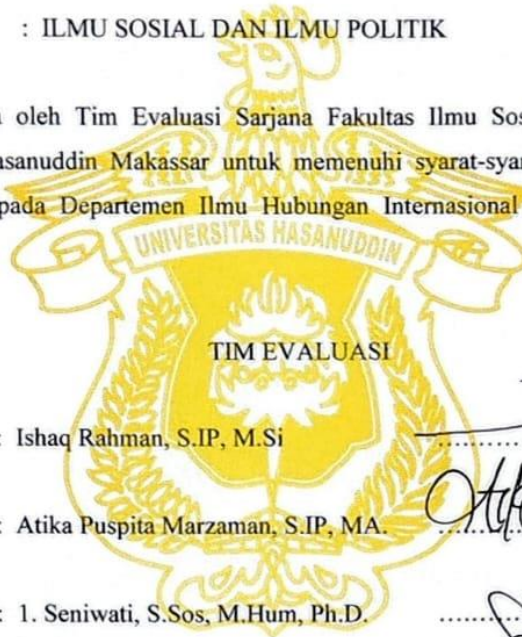 : ILMU SOSIAL DAN ILMU POLITIK
oleh Tim Evaluasi Sarjana Fakultas Ilmu Sos
asanuddin Makassar untuk memenuhi syarat-syar
pada Departemen Ilmu Hubungan Internasional
UNIVERSITAS HASANUDDIN
TIM EVALUASI
: Ishaq Rahman, S.IP, M.Si
: Atika Puspita Marzaman, S.IP, MA.
: 1. Seniwati, S.Sos, M.Hum, Ph.D.